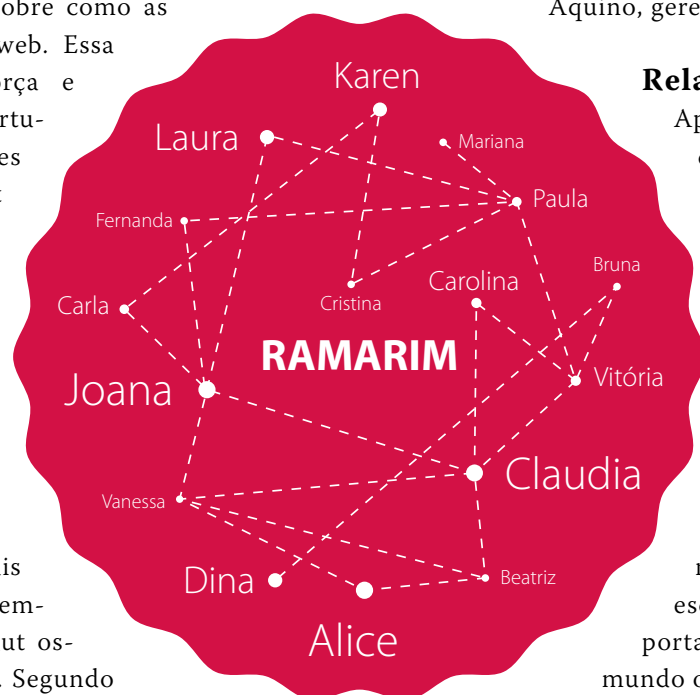 obre como as
web. Essa
rça e
rtu-
es
Aquino, gere
Rela
Ap
Karen
Laura
Mariana
Fernanda
Paula
Carla
Cristina
Carolina
Bruna
RAMARIM
Joana
Vitória
Claudia
Vanessa
Dina
Beatriz
Alice
is
em-
ut os-
. Segundo
es
porta
mundo